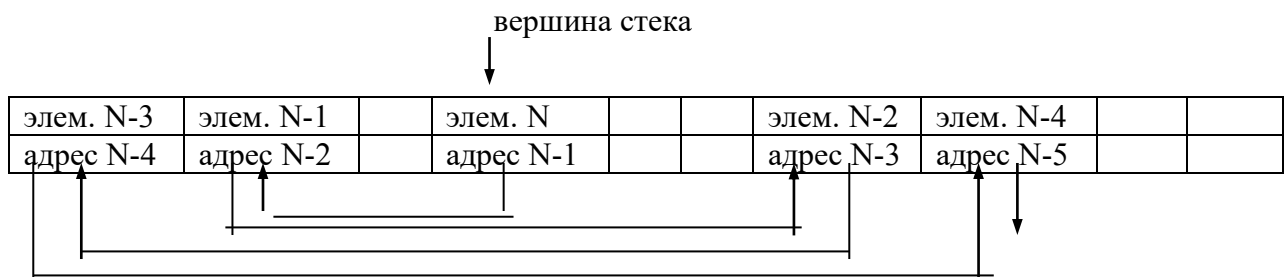 вершина стека
элем. N-3 элем. N-1 элем. N элем. N-2 элем. N-4
адрес N-4 адрес N-2 адрес N-1 адрес N-3 адрес N-5